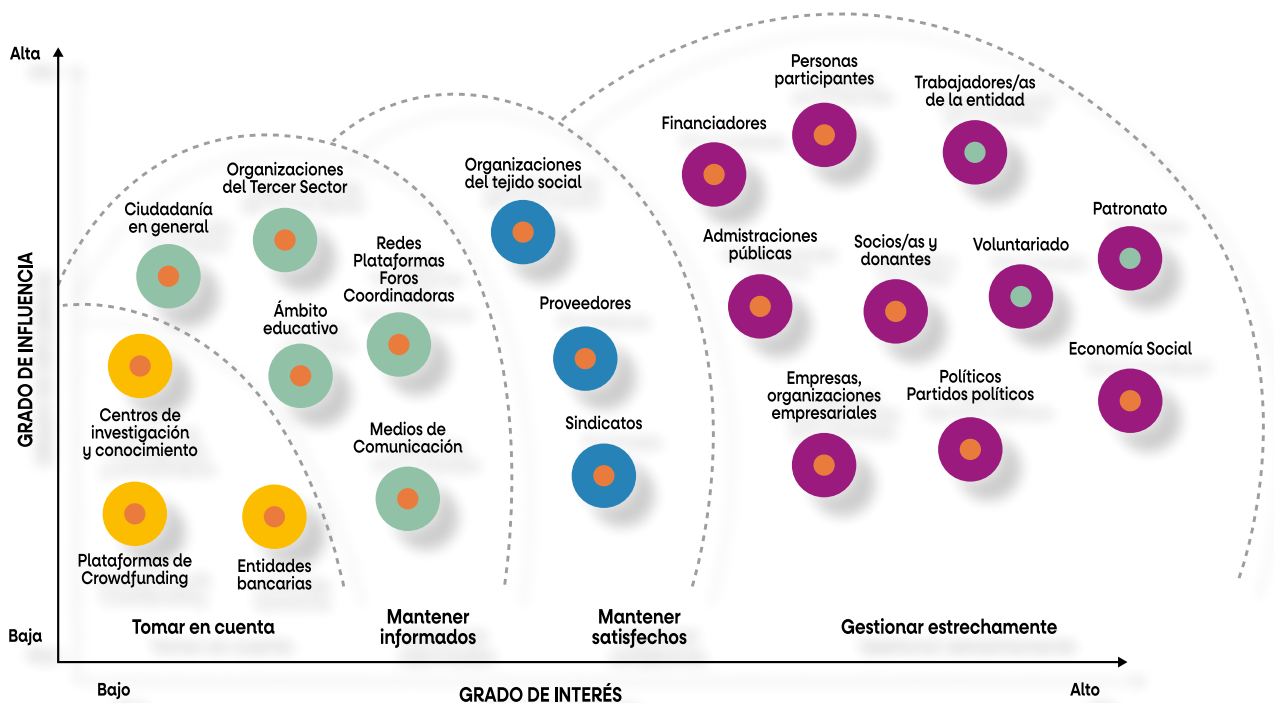 Alta
GRADO DE INFLUENCIA
Baja
Ciudadanía
en general
Organizaciones
del Tercer Sector
Redes
Plataformas
Foros
Coordinadoras
Ámbito
educativo
Centros de
investigación
y conocimiento
Plataformas de
Crowdfunding
Entidades
bancarias
Medios de
Comunicación
Organizaciones
del tejido social
Proveedores
Sindicatos
Financiadores
Personas
participantes
Trabajadores/as
de la entidad
Admistraciones
públicas
Socios/as y
donantes
Voluntariado
Patronato
Economía Social
Empresas,
organizaciones
empresariales
Políticos
Partidos políticos
Tomar en cuenta
Mantener
informados
Mantener
satisfechos
Gestionar estrechamente
Bajo
GRADO DE INTERÉS
Alto